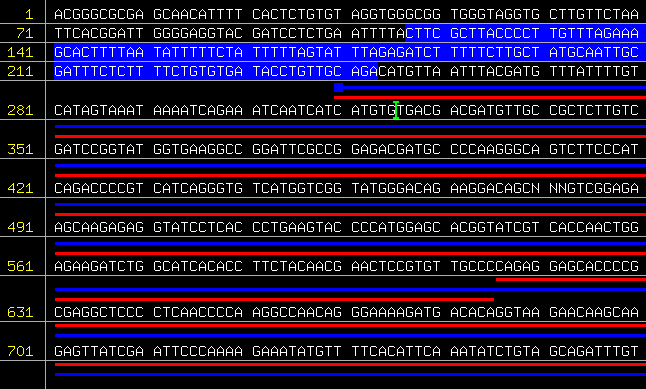 1 ACGGGCGCGA GCAACATTTT CACTCTGTGT AGGTGGGCGG TGGGTAGGTG GCTTGTTCTAA
71 TTCACGGATT GGGGAGGTAC GATCCTCTGA ATTTTACTTC GCTTACCCCT TGTTTAGAAA
141 GCACTTTTAA TATTTTTCTA TTTTTAGTAT TTAGAGATCT TTTTCTTGCT ATGCAATTGC
211 GATTTCTCTT TTCTGTGTGA TACCTGTTGC AGACATGTTA ATTTACGATG TTTATTTTGT
281 CATAGTAAAT AAAATCAGAA ATCAATCATC ATGTGTGACG ACGATGTTGC CGCTCTTGTC
351 GATCCGGTAT GGTGAAGGCC GGATTCGCCG GAGACGATGC CCCAAGGGCA GTCTTCCCAT
421 CAGACCCCGT CATCAGGGTG TCATGGTCGG TATGGGACAG AAGGACAGCN NNGTCGGAGA
491 AGCAAGAGAG GTATCCTCAC CCTGAAGTAC CCCATGGAGC ACGGTATCGT CACCAACTGG
561 AGAAGATCTG GCATCACACC TTCTACAACG AACTCCGTGT TGCCCCAGAG GAGCACCCCG
631 CGAGGCTCCC CTCAACCCCA AGGCCAACAG GGAAAAGATG ACACAGGTAA GAACAAGCAA
701 GAGTTATCGA ATTCCCAAAA GAAATATGTT TTCACATTCA AATATCTGTA GCAGATTTGT